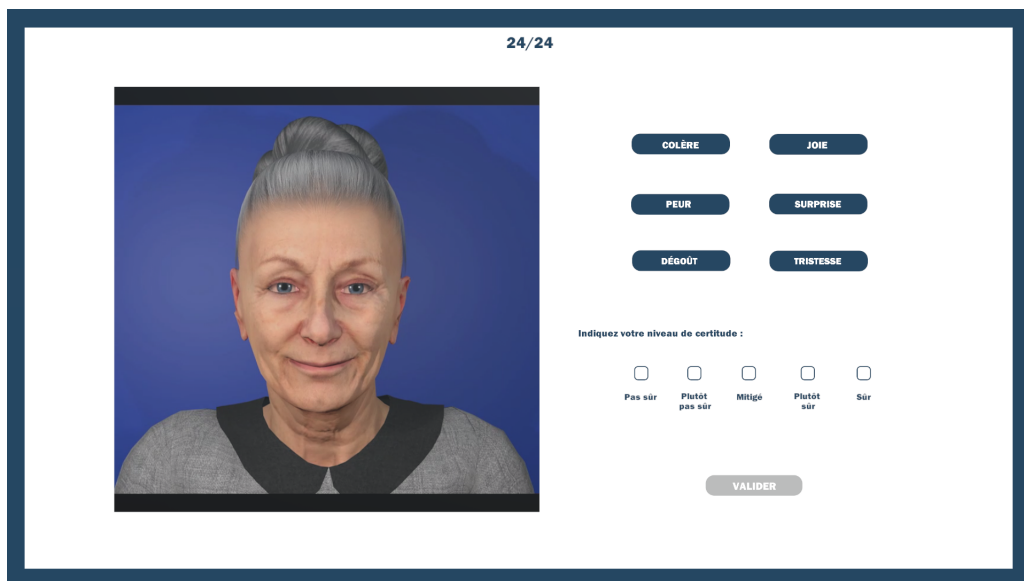 24/24
COLÈRE
JOIE
PEUR
SURPRISE
DÉGOÛT
TRISTESSE
Indiquez votre niveau de certitude :
Pas sûr
Plutôt
pas sûr
Mitigé
Plutôt
sûr
Sûr
VALIDER